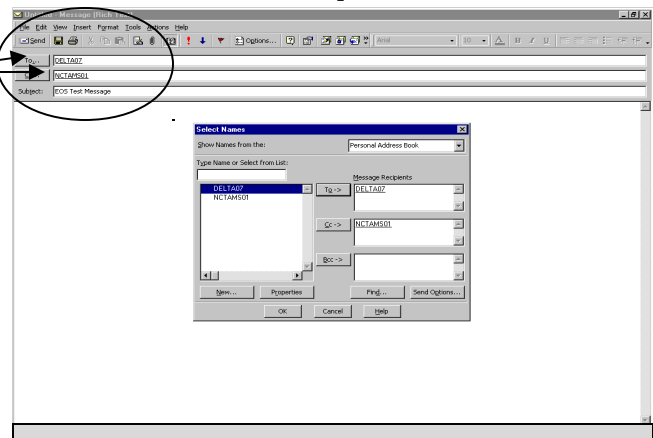 Untitled - Message (Rich Text)
File Edit View Insert Format Tools Actions Help
Send Options... Arial 10 A B I U
To... DELTA07
Cc... NCTAMS01
Subject: EOS Test Message
Select Names
Show Names from the: Personal Address Book
Type Name or Select from List:
Message Recipients
DELTA07
NCTAMS01
To -> DELTA07
Cc -> NCTAMS01
Bcc ->
New... Properties Find... Send Options...
OK Cancel Help